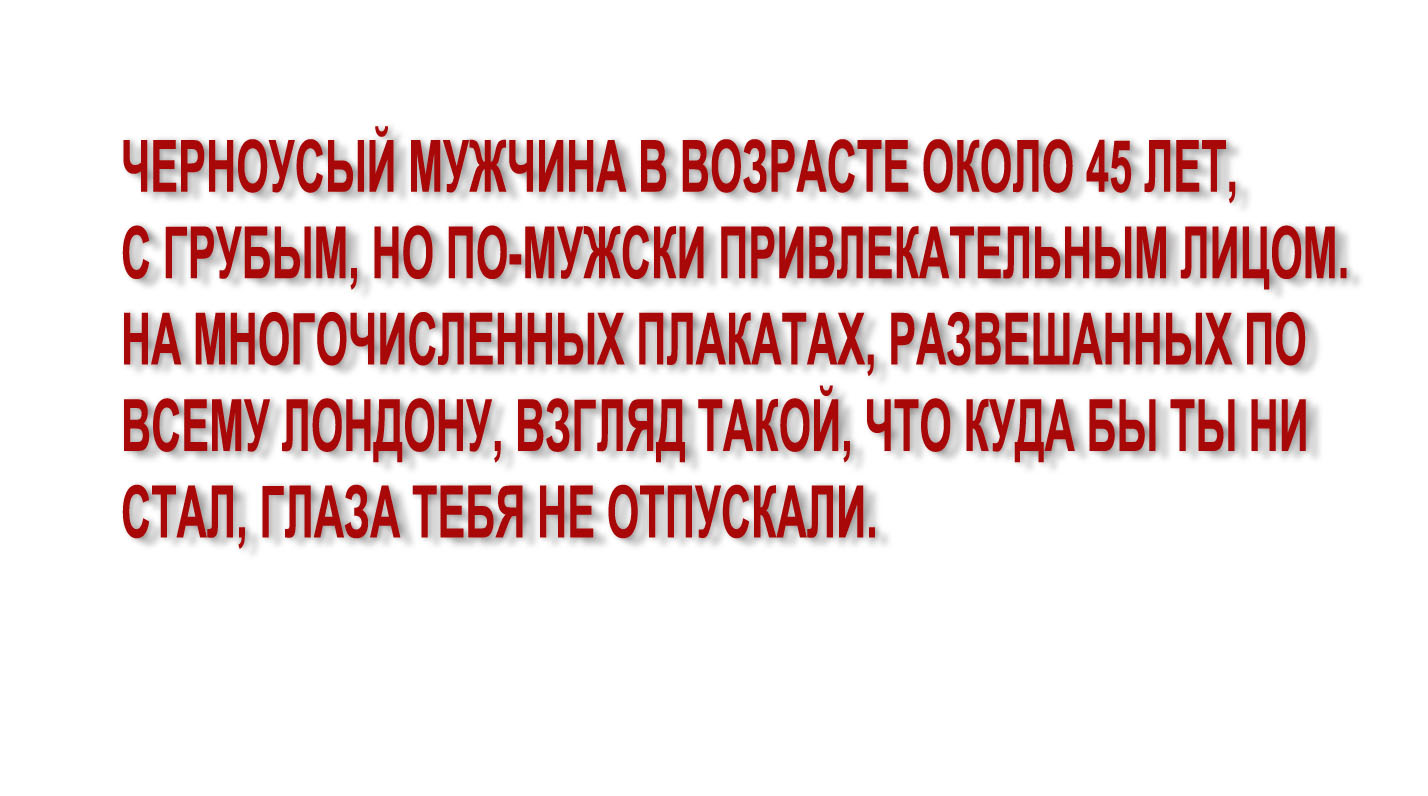 ЧЕРНОУСЫЙ МУЖЧИНА В ВОЗРАСТЕ ОКОЛО 45 ЛЕТ,
С ГРУБЫМ, НО ПО-МУЖСКИ ПРИВЛЕКАТЕЛЬНЫМ ЛИЦОМ.
НА МНОГОЧИСЛЕННЫХ ПЛАКАТАХ, РАЗВЕШАННЫХ ПО
ВСЕМУ ЛОНДОНУ, ВЗГЛЯД ТАКОЙ, ЧТО КУДА БЫ ТЫ НИ
СТАЛ, ГЛАЗА ТЕБЯ НЕ ОТПУСКАЛИ.